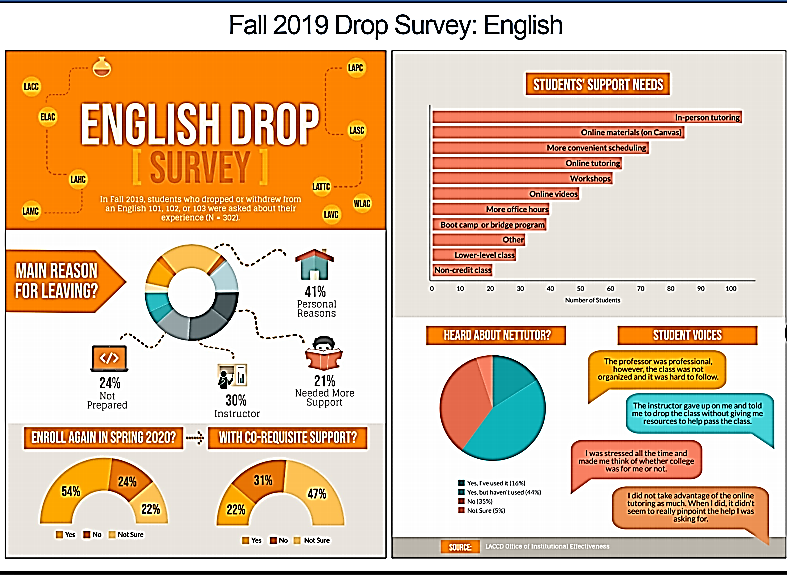 Fall 2019 Drop Survey: English
LACC
ELAC
LAHC
LAMC
LAPC
LASC
LATTC
LAVC
WLAC
ENGLISH DROP
[ SURVEY ]
In Fall 2019, students who dropped or withdrew from
an English 101, 102, or 103 were asked about their
experience (N = 302).
MAIN REASON
FOR LEAVING?
41%
Personal
Reasons
24%
Not
Prepared
30%
Instructor
21%
Needed More
Support
ENROLL AGAIN IN SPRING 2020?
54%
24%
22%
Yes No Not Sure
WITH CO-REQUISITE SUPPORT?
22%
31%
47%
Yes No Not Sure
STUDENTS' SUPPORT NEEDS
In-person tutoring
Online materials (on Canvas)
More convenient scheduling
Online tutoring
Workshops
Online videos
More office hours
Boot camp or bridge program
Other
Lower-level class
Non-credit class
0 10 20 30 40 50 60 70 80 90 100
Number of Students
HEARD ABOUT NETTUTOR?
Yes, I've used it (16%)
Yes, but haven't used (44%)
No (35%)
Not Sure (5%)
STUDENT VOICES
The professor was professional,
however, the class was not
organized and it was hard to follow.
The instructor gave up on me and told
me to drop the class without giving me
resources to help pass the class.
I was stressed all the time and
made me think of whether college
was for me or not.
I did not take advantage of the online
tutoring as much. When I did, it didn't
seem to really pinpoint the help I was
asking for.
SOURCE: LACCD Office of Institutional Effectiveness